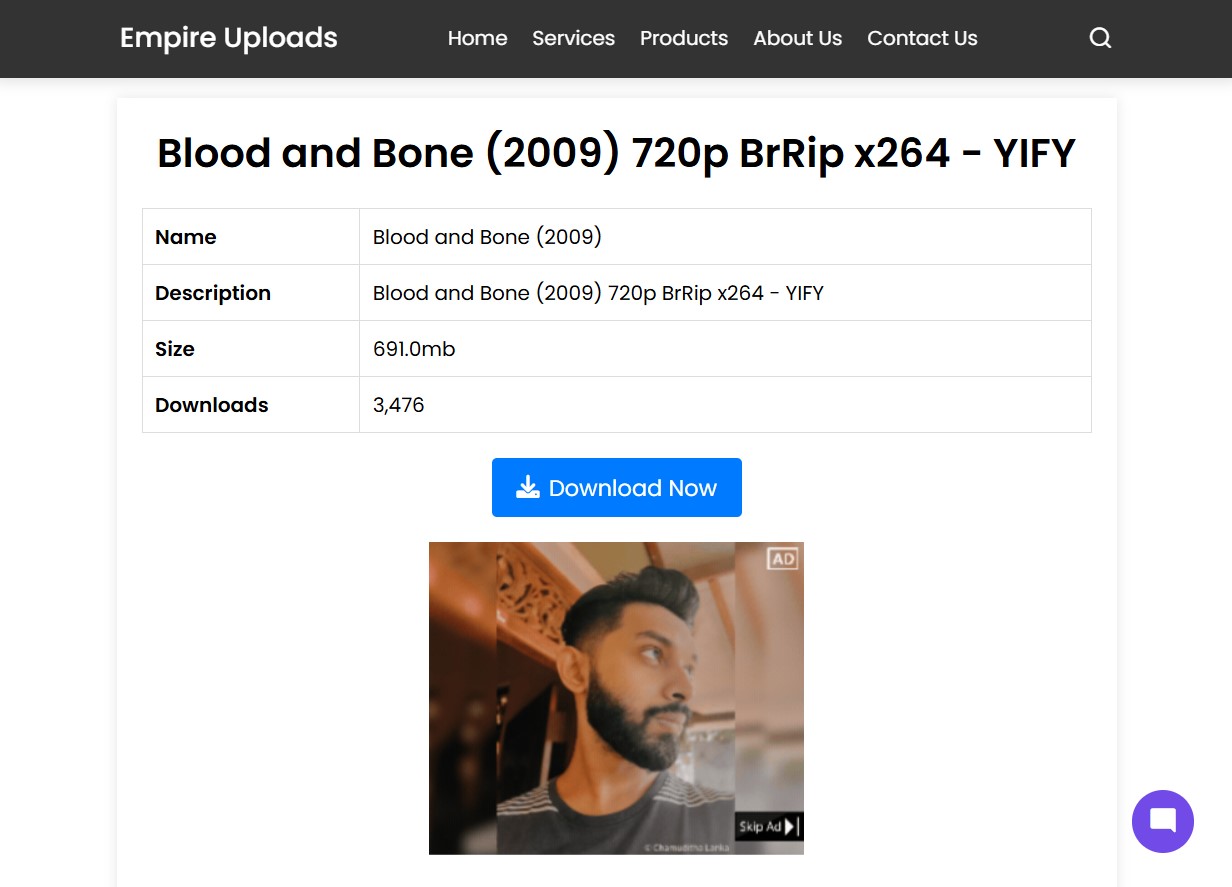 Empire Uploads
Home Services Products About Us Contact Us
Blood and Bone (2009) 720p BrRip x264 - YIFY
Name Blood and Bone (2009)
Description Blood and Bone (2009) 720p BrRip x264 - YIFY
Size 691.0mb
Downloads 3,476
Download Now
AD
Skip Ad
© Chamuditha Lanka